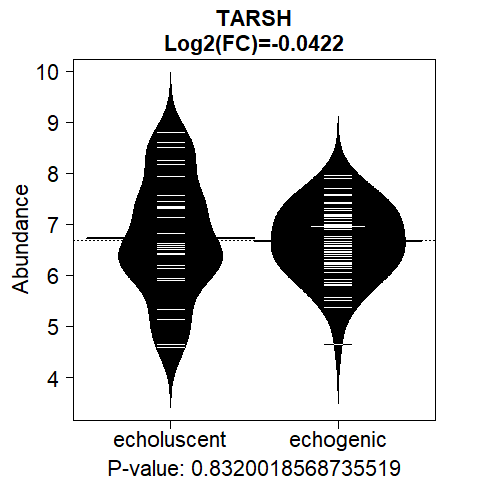 TARSH
Log2(FC)=-0.0422
10
9
8
7
6
5
4
Abundance
echoluscent echogenic
P-value: 0.8320018568735519